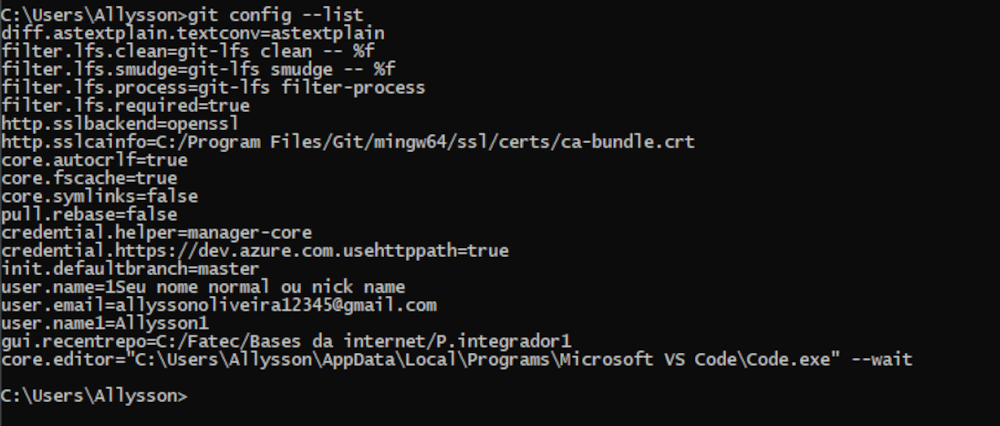 C:\Users\Allysson>git config --list
diff.astextplain.textconv=astextplain
filter.lfs.clean=git-lfs clean -- %f
filter.lfs.smudge=git-lfs smudge -- %f
filter.lfs.process=git-lfs filter-process
filter.lfs.required=true
http.sslbackend=openssl
http.sslcainfo=C:/Program Files/Git/mingw64/ssl/certs/ca-bundle.crt
core.autocrlf=true
core.fscache=true
core.symlinks=false
pull.rebase=false
credential.helper=manager-core
credential.https://dev.azure.com.usehttppath=true
init.defaultbranch=master
user.name=1Seu nome normal ou nick name
user.email=allyssonoliveira12345@gmail.com
user.name1=Allysson1
gui.recentrepo=C:/Fatec/Bases da internet/P.integrador1
core.editor="C:\Users\Allysson\AppData\Local\Programs\Microsoft VS Code\Code.exe" --wait
C:\Users\Allysson>